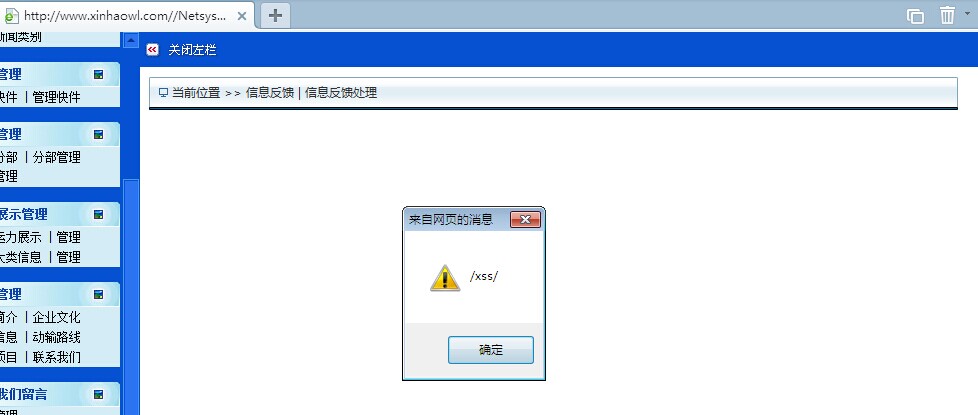 http://www.xinhaowl.com//Netsys...
新闻类别
关闭左栏
管理
快件 | 管理快件
当前位置 >> 信息反馈 | 信息反馈处理
管理
分部 | 分部管理
管理
展示管理
运力展示 | 管理
大类信息 | 管理
管理
简介 | 企业文化
信息 | 动输路线
项目 | 联系我们
我们留言
管理
来自网页的消息
/xss/
确定